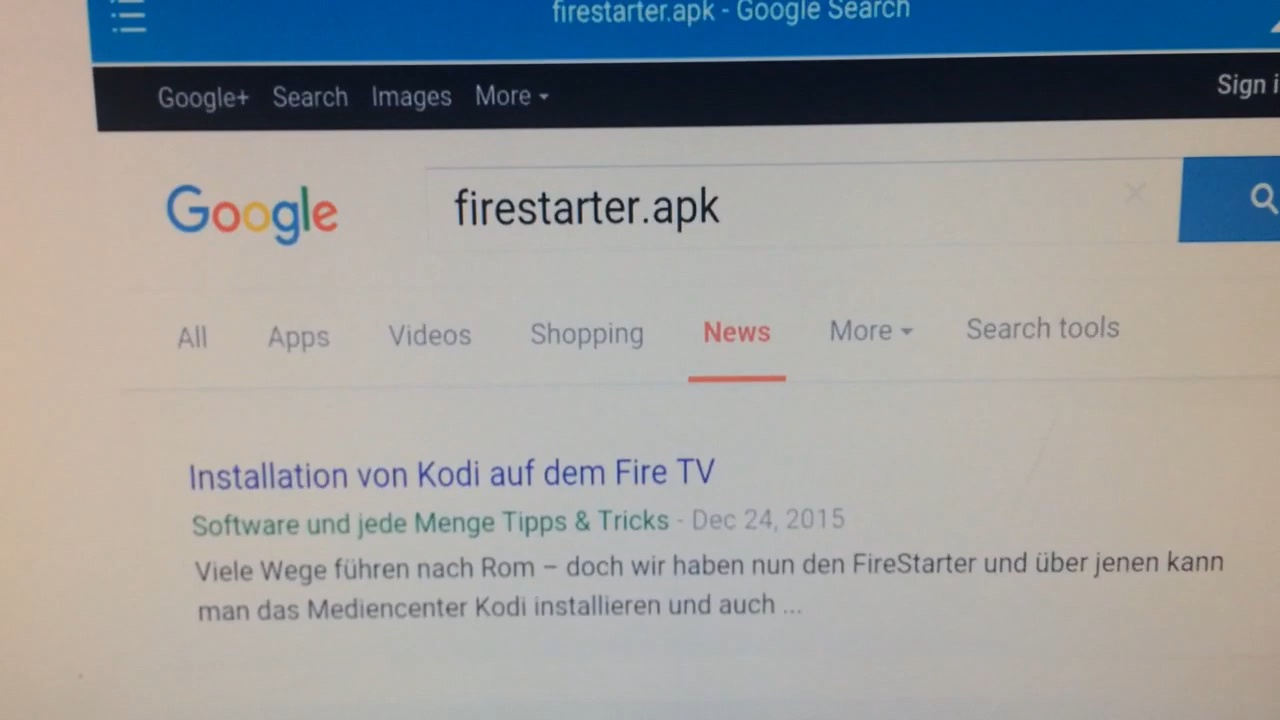 firestarter.apk - Google Search
Google+ Search Images More Sign i
Google firestarter.apk
All Apps Videos Shopping News More Search tools
Installation von Kodi auf dem Fire TV
Software und jede Menge Tipps & Tricks - Dec 24, 2015
Viele Wege führen nach Rom – doch wir haben nun den FireStarter und über jenen kann
man das Mediencenter Kodi installieren und auch ...